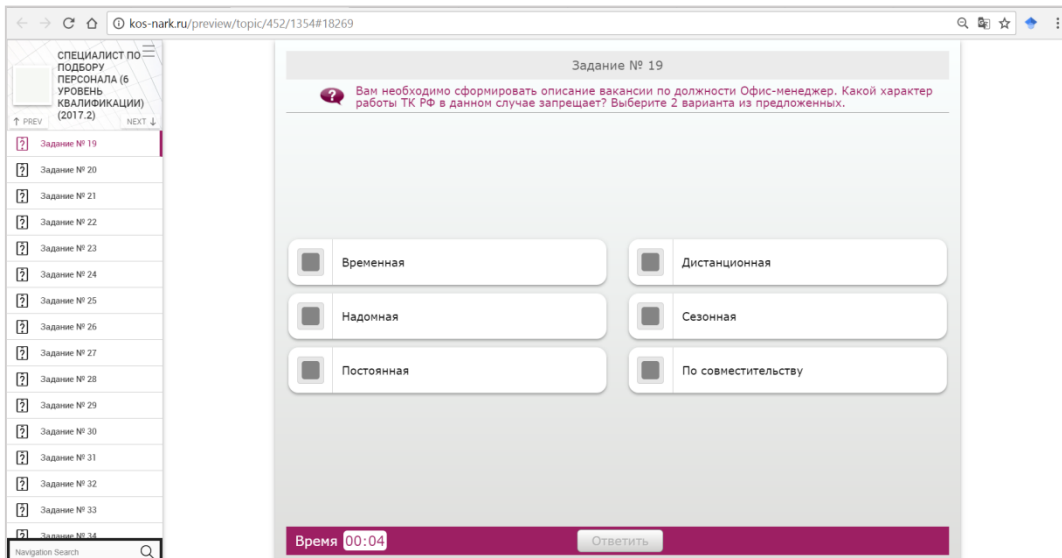 kos-nark.ru/preview/topic/452/1354#18269
СПЕЦИАЛИСТ ПО
ПОДБОРУ
ПЕРСОНАЛА (6
УРОВЕНЬ
КВАЛИФИКАЦИИ)
(2017.2)
↑ PREV
NEXT ↓
Задание № 19
Задание № 20
Задание № 21
Задание № 22
Задание № 23
Задание № 24
Задание № 25
Задание № 26
Задание № 27
Задание № 28
Задание № 29
Задание № 30
Задание № 31
Задание № 32
Задание № 33
Задание № 34
Navigation Search
Задание № 19
Вам необходимо сформировать описание вакансии по должности Офис-менеджер. Какой характер
работы ТК РФ в данном случае запрещает? Выберите 2 варианта из предложенных.
Временная
Дистанционная
Надомная
Сезонная
Постоянная
По совместительству
Время 00:04
Ответить